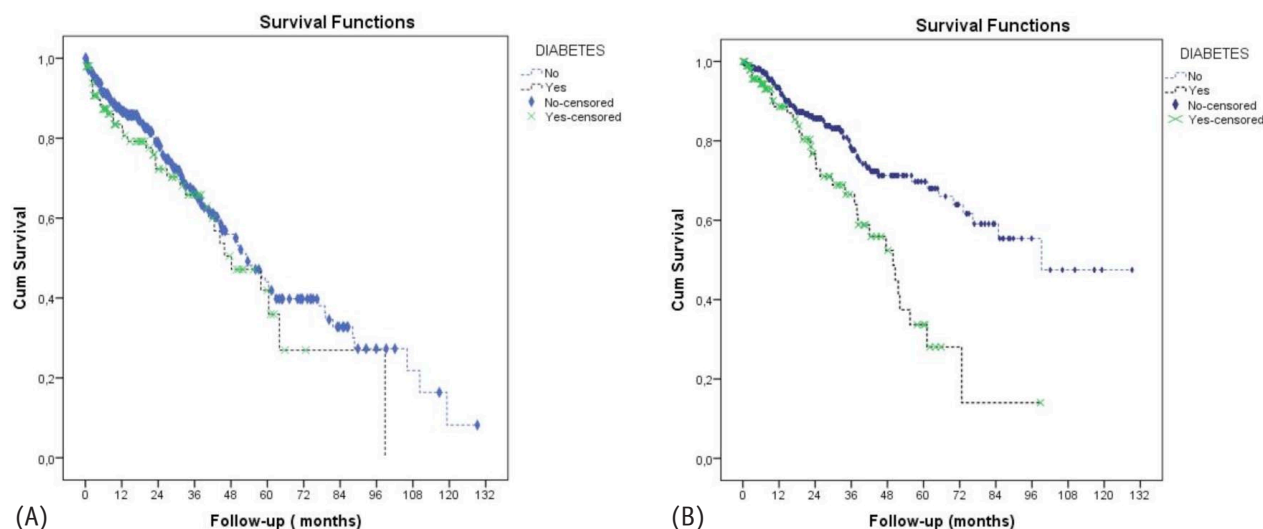 Survival Functions
Cum Survival
1,0
0,8
0,6
0,4
0,2
0,0
0 12 24 36 48 60 72 84 96 108 120 132
Follow-up ( months)
(A)
DIABETES
No
Yes
No-censored
Yes-censored
Survival Functions
Cum Survival
1,0
0,8
0,6
0,4
0,2
0,0
0 12 24 36 48 60 72 84 96 108 120 132
Follow-up (months)
(B)
DIABETES
No
Yes
No-censored
Yes-censored